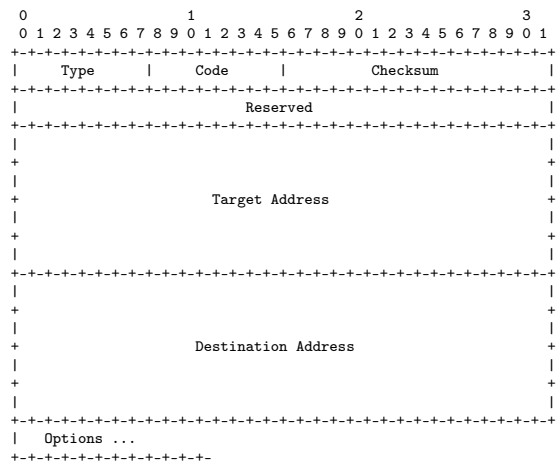 0                   1                   2                   3
 0 1 2 3 4 5 6 7 8 9 0 1 2 3 4 5 6 7 8 9 0 1 2 3 4 5 6 7 8 9 0 1
+-+-+-+-+-+-+-+-+-+-+-+-+-+-+-+-+-+-+-+-+-+-+-+-+-+-+-+-+-+-+-+-+
|     Type      |     Code      |          Checksum             |
+-+-+-+-+-+-+-+-+-+-+-+-+-+-+-+-+-+-+-+-+-+-+-+-+-+-+-+-+-+-+-+-+
|                           Reserved                            |
+-+-+-+-+-+-+-+-+-+-+-+-+-+-+-+-+-+-+-+-+-+-+-+-+-+-+-+-+-+-+-+-+
|                                                               |
+                                                               +
|                                                               |
+                       Target Address                          +
|                                                               |
+                                                               +
|                                                               |
+-+-+-+-+-+-+-+-+-+-+-+-+-+-+-+-+-+-+-+-+-+-+-+-+-+-+-+-+-+-+-+-+
|                                                               |
+                                                               +
|                                                               |
+                     Destination Address                       +
|                                                               |
+                                                               +
|                                                               |
+-+-+-+-+-+-+-+-+-+-+-+-+-+-+-+-+-+-+-+-+-+-+-+-+-+-+-+-+-+-+-+-+
|   Options ...
+-+-+-+-+-+-+-+-+-+-+-+-